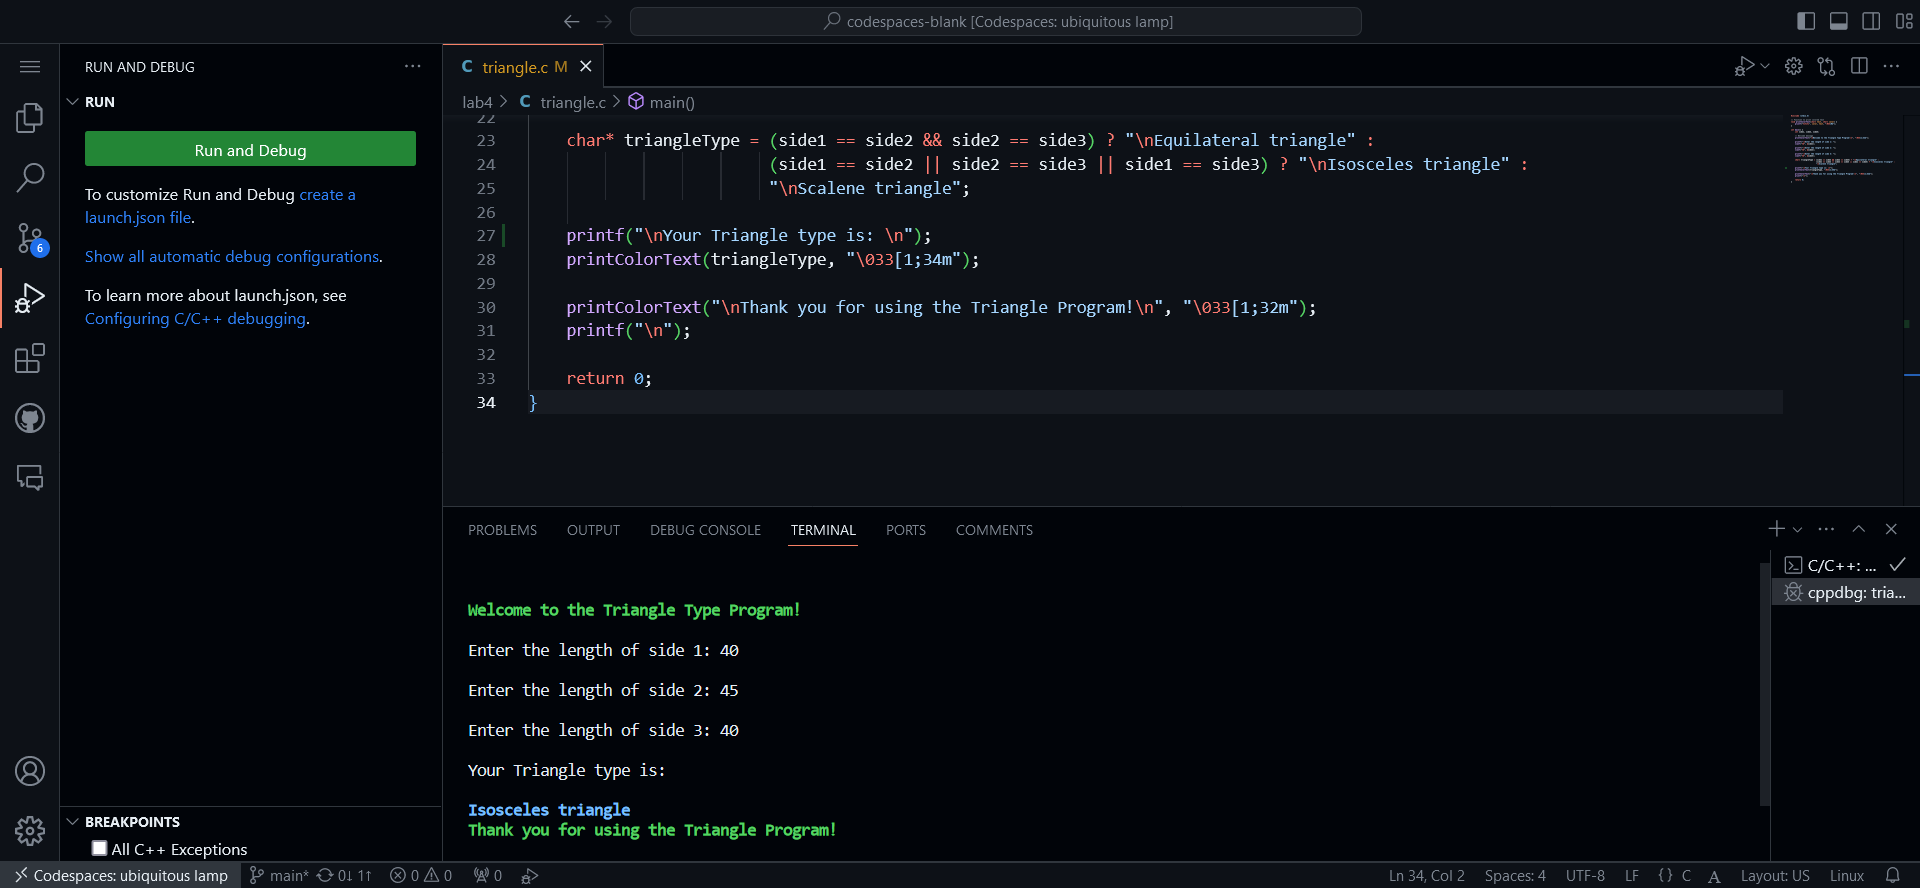 codespaces-blank [Codespaces: ubiquitous lamp]
RUN AND DEBUG
RUN
Run and Debug
To customize Run and Debug create a
launch.json file.
Show all automatic debug configurations.
To learn more about launch.json, see
Configuring C/C++ debugging.
6
BREAKPOINTS
All C++ Exceptions
C triangle.c M
lab4 > C triangle.c > main()
22
23 char* triangleType = (side1 == side2 && side2 == side3) ? "\nEquilateral triangle" :
24 (side1 == side2 || side2 == side3 || side1 == side3) ? "\nIsosceles triangle" :
25 "\nScalene triangle";
26
27 printf("\nYour Triangle type is: \n");
28 printColorText(triangleType, "\033[1;34m");
29
30 printColorText("\nThank you for using the Triangle Program!\n", "\033[1;32m");
31 printf("\n");
32
33 return 0;
34 }
PROBLEMS OUTPUT DEBUG CONSOLE TERMINAL PORTS COMMENTS
Welcome to the Triangle Type Program!
Enter the length of side 1: 40
Enter the length of side 2: 45
Enter the length of side 3: 40
Your Triangle type is:
Isosceles triangle
Thank you for using the Triangle Program!
C/C++: ...
cppdbg: tria...
Codespaces: ubiquitous lamp main* 0↓ 1↑ 0 0 0 Ln 34, Col 2 Spaces: 4 UTF-8 LF {} C Layout: US Linux